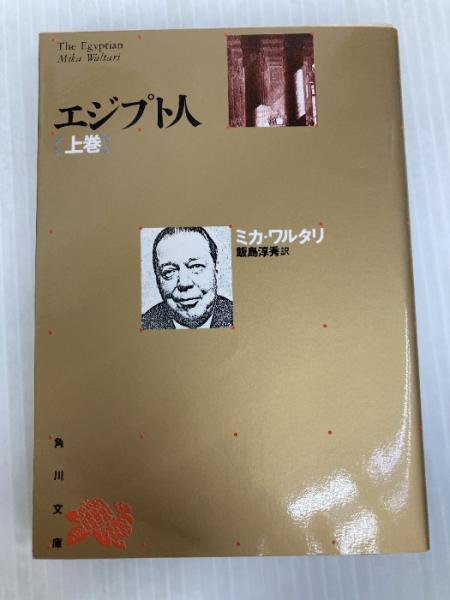 The Egyptian
Mika Waltari
エジプト人
上巻
ミカ・ワルタリ
飯島淳秀訳
角川文庫